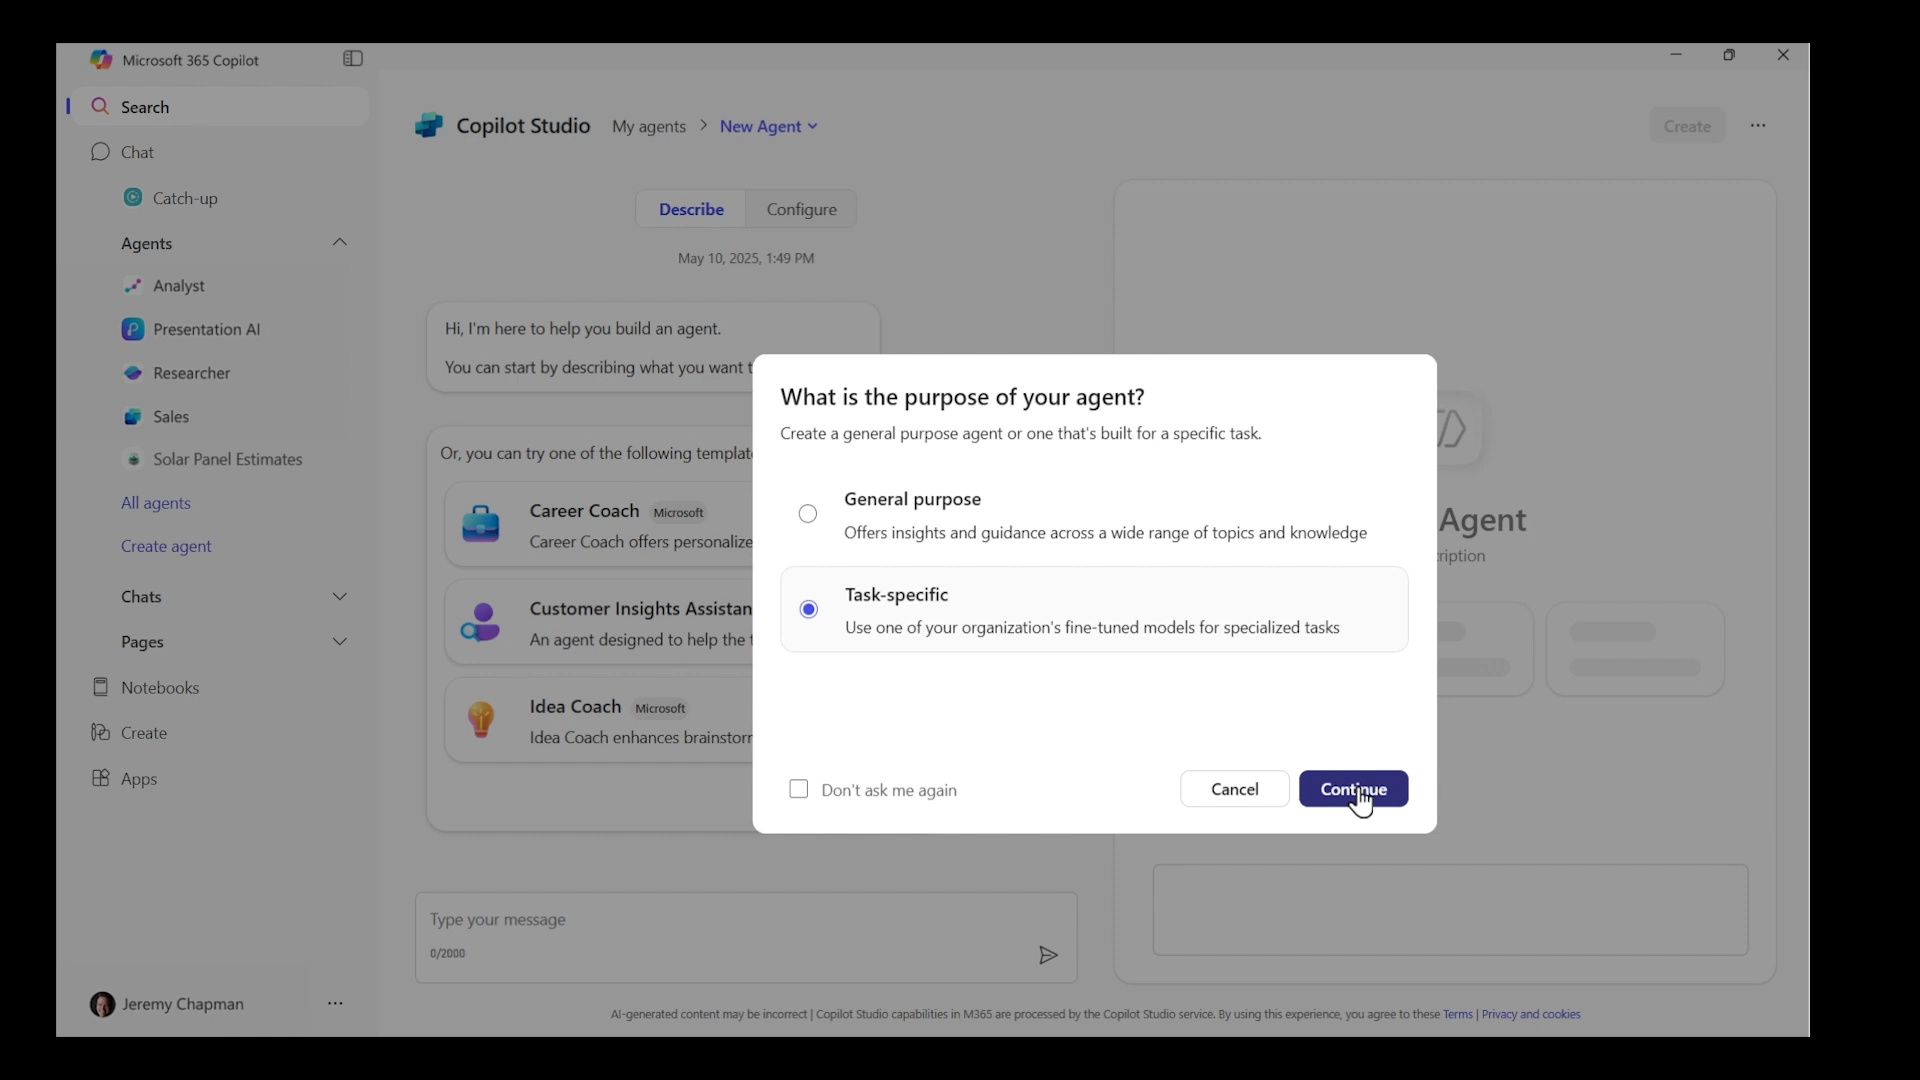 Microsoft 365 Copilot
Search
Chat
Catch-up
Agents
Analyst
Presentation AI
Researcher
Sales
Solar Panel Estimates
All agents
Create agent
Chats
Pages
Notebooks
Create
Apps
Jeremy Chapman
Copilot Studio My agents > New Agent
Create
Describe Configure
May 10, 2025, 1:49 PM
Hi, I'm here to help you build an agent.
You can start by describing what you want
Or, you can try one of the following
Career Coach Microsoft
Career Coach offers
Customer Insights
An agent designed to help the
Idea Coach Microsoft
Idea Coach enhances
Type your message
0/2000
Agent
What is the purpose of your agent?
Create a general purpose agent or one that's built for a specific task.
General purpose
Offers insights and guidance across a wide range of topics and knowledge
Task-specific
Use one of your organization's fine-tuned models for specialized tasks
Don't ask me again
Cancel
Continue
AI-generated content may be incorrect | Copilot Studio capabilities in M365 are processed by the Copilot Studio service. By using this experience, you agree to these Terms | Privacy and cookies